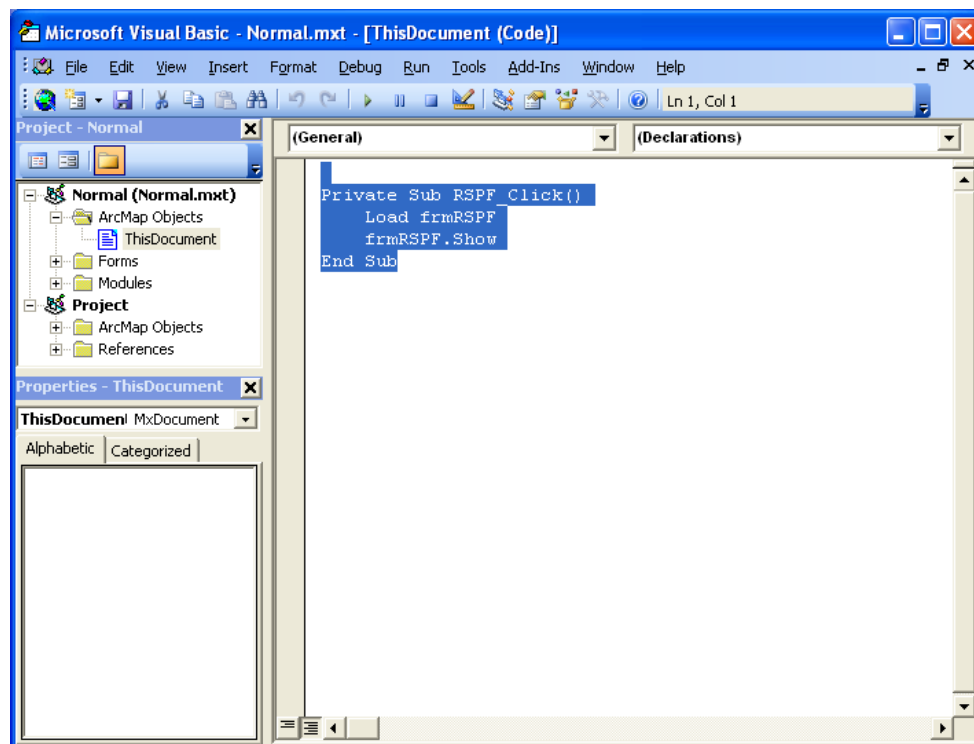 Microsoft Visual Basic - Normal.mxt - [ThisDocument (Code)]
File Edit View Insert Format Debug Run Tools Add-Ins Window Help
Ln 1, Col 1
Project - Normal
Normal (Normal.mxt)
ArcMap Objects
ThisDocument
Forms
Modules
Project
ArcMap Objects
References
Properties - ThisDocument
ThisDocument MxDocument
Alphabetic Categorized
(General) (Declarations)
Private Sub RSPF_Click()
Load frmRSPF
frmRSPF.Show
End Sub